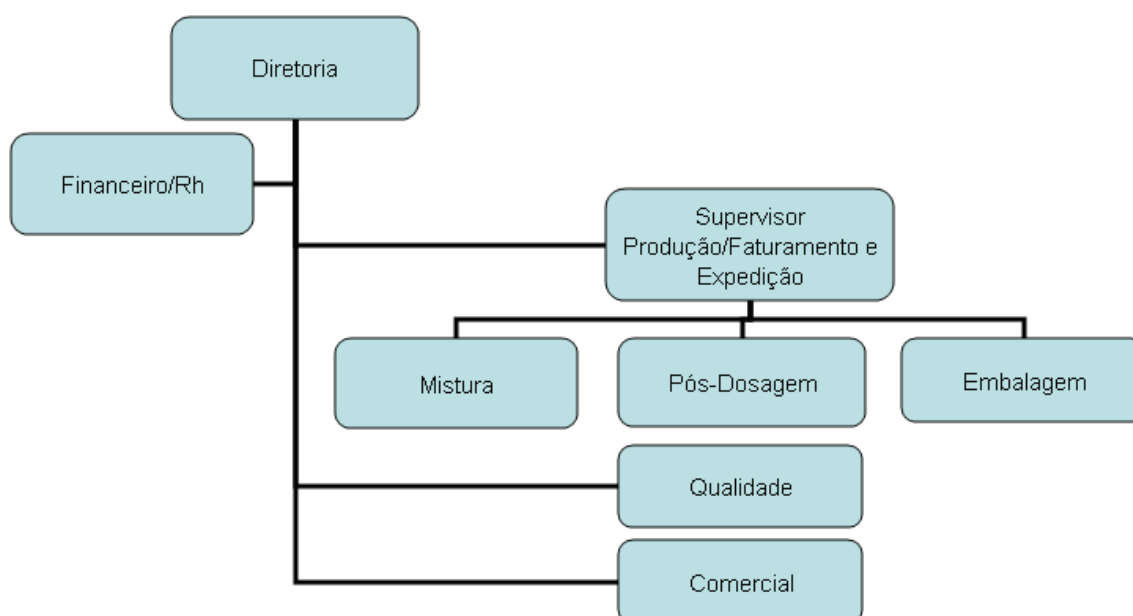 Diretoria
Financeiro/Rh
Supervisor
Produção/Faturamento e
Expedição
Mistura
Pós-Dosagem
Embalagem
Qualidade
Comercial